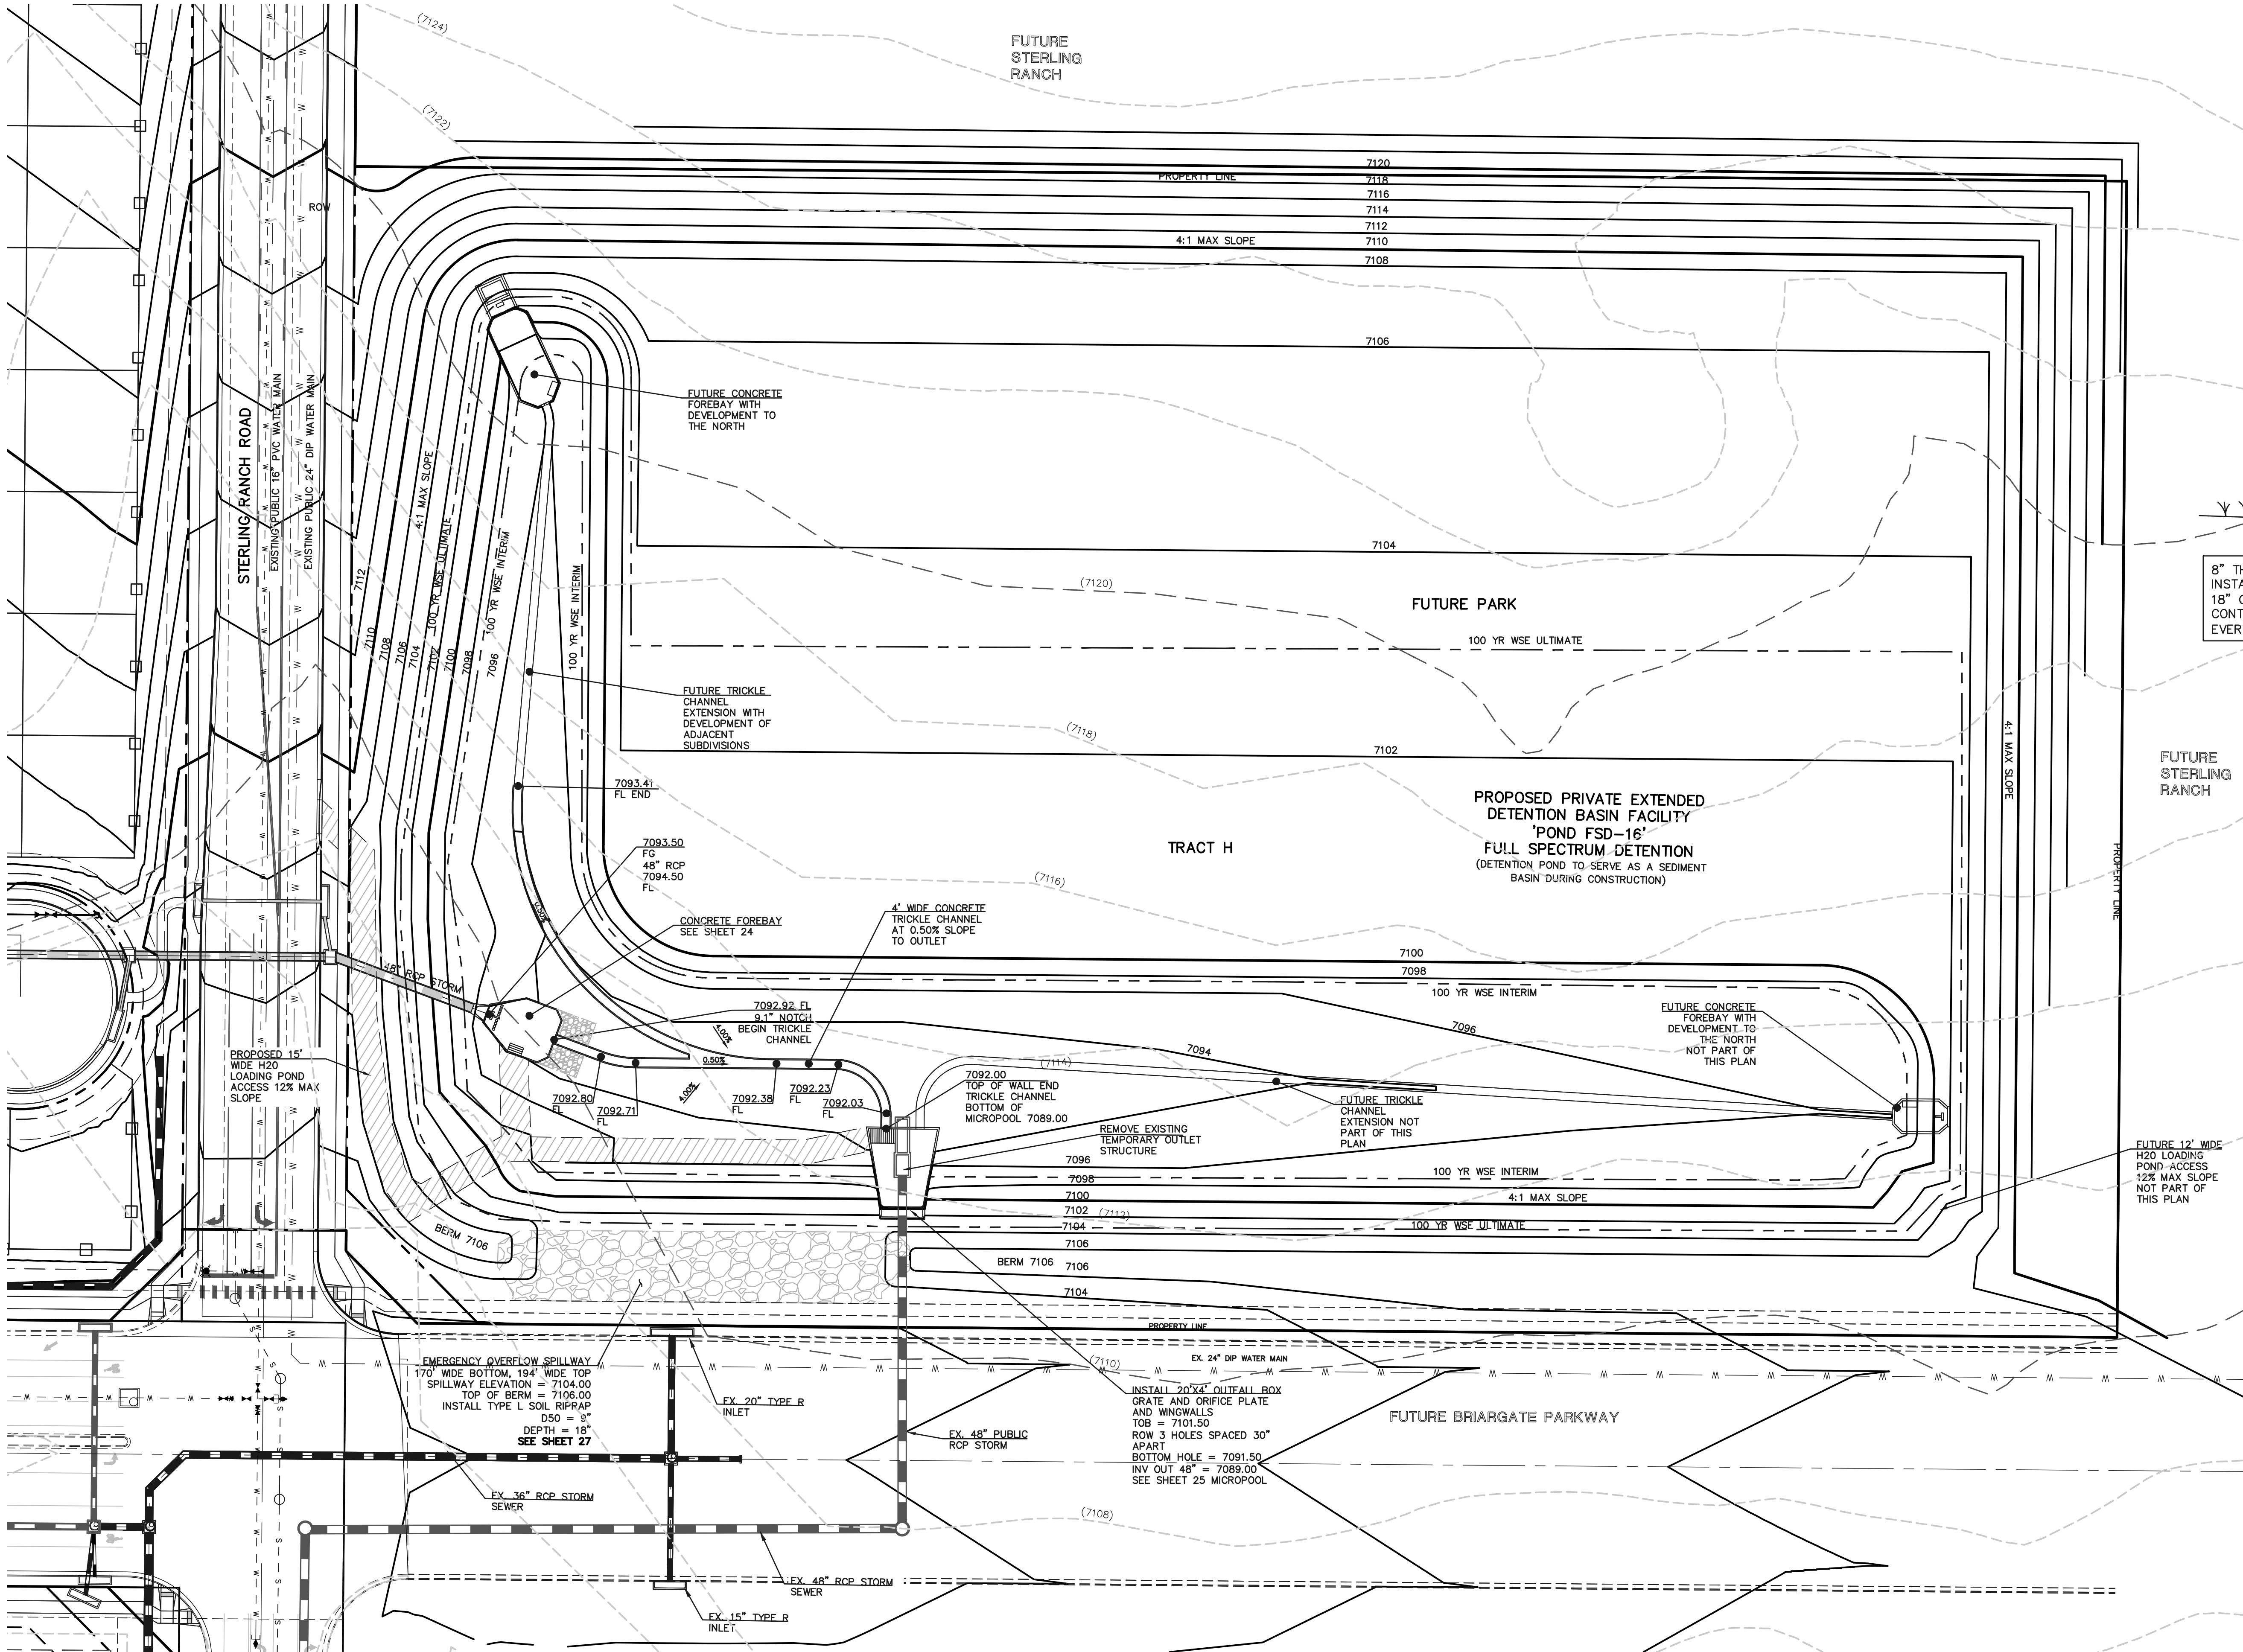 (7124)
FUTURE
STERLING
RANCH
(7122)
7120
PROPERTY LINE
7118
7116
7114
7112
4:1 MAX SLOPE
7110
7108
ROW
7106
FUTURE CONCRETE
FOREBAY WITH
DEVELOPMENT TO
THE NORTH
STERLING RANCH ROAD
EXISTING PUBLIC 16" PVC WATER MAIN
EXISTING PUBLIC 24" DIP WATER MAIN
4:1 MAX SLOPE
100 YR WSE ULTIMATE
100 YR WSE INTERIM
100 YR WSE INTERIM
7112
7110
7108
7106
7104
7102
7100
7098
7096
7104
(7120)
FUTURE PARK
100 YR WSE ULTIMATE
8" TH
INSTA
18" C
CONT
EVER
FUTURE TRICKLE
CHANNEL
EXTENSION WITH
DEVELOPMENT OF
ADJACENT
SUBDIVISIONS
(7118)
7102
4:1 MAX SLOPE
FUTURE
STERLING
RANCH
7093.41
FL END
PROPOSED PRIVATE EXTENDED
DETENTION BASIN FACILITY
'POND FSD-16'
FULL SPECTRUM DETENTION
(DETENTION POND TO SERVE AS A SEDIMENT
BASIN DURING CONSTRUCTION)
TRACT H
7093.50
FG
48" RCP
7094.50
FL
PROPERTY LINE
(7116)
0.50%
CONCRETE FOREBAY
SEE SHEET 24
4' WIDE CONCRETE
TRICKLE CHANNEL
AT 0.50% SLOPE
TO OUTLET
7100
7098
100 YR WSE INTERIM
48" RCP STORM
7092.92 FL
9.1" NOTCH
BEGIN TRICKLE
CHANNEL
4.00%
0.50%
4.00%
7096
7094
(7114)
FUTURE CONCRETE
FOREBAY WITH
DEVELOPMENT TO
THE NORTH
NOT PART OF
THIS PLAN
PROPOSED 15'
WIDE H20
LOADING POND
ACCESS 12% MAX
SLOPE
7092.80
FL
7092.71
FL
7092.38
FL
7092.23
FL
7092.03
FL
7092.00
TOP OF WALL END
TRICKLE CHANNEL
BOTTOM OF
MICROPOOL 7089.00
FUTURE TRICKLE
CHANNEL
EXTENSION NOT
PART OF THIS
PLAN
REMOVE EXISTING
TEMPORARY OUTLET
STRUCTURE
FUTURE 12' WIDE
H20 LOADING
POND ACCESS
12% MAX SLOPE
NOT PART OF
THIS PLAN
7096
100 YR WSE INTERIM
7098
7100
4:1 MAX SLOPE
7102
(7112)
7104
100 YR WSE ULTIMATE
BERM 7106
7106
BERM 7106
7106
7104
PROPERTY LINE
EX. 24" DIP WATER MAIN
(7110)
EMERGENCY OVERFLOW SPILLWAY
170' WIDE BOTTOM, 194' WIDE TOP
SPILLWAY ELEVATION = 7104.00
TOP OF BERM = 7106.00
INSTALL TYPE L SOIL RIPRAP
D50 = 9"
DEPTH = 18"
SEE SHEET 27
EX. 20" TYPE R
INLET
EX. 48" PUBLIC
RCP STORM
INSTALL 20'X4' OUTFALL BOX
GRATE AND ORIFICE PLATE
AND WINGWALLS
TOB = 7101.50
ROW 3 HOLES SPACED 30"
APART
BOTTOM HOLE = 7091.50
INV OUT 48" = 7089.00
SEE SHEET 25 MICROPOOL
FUTURE BRIARGATE PARKWAY
EX. 36" RCP STORM
SEWER
(7108)
EX. 48" RCP STORM
SEWER
EX. 15" TYPE R
INLET